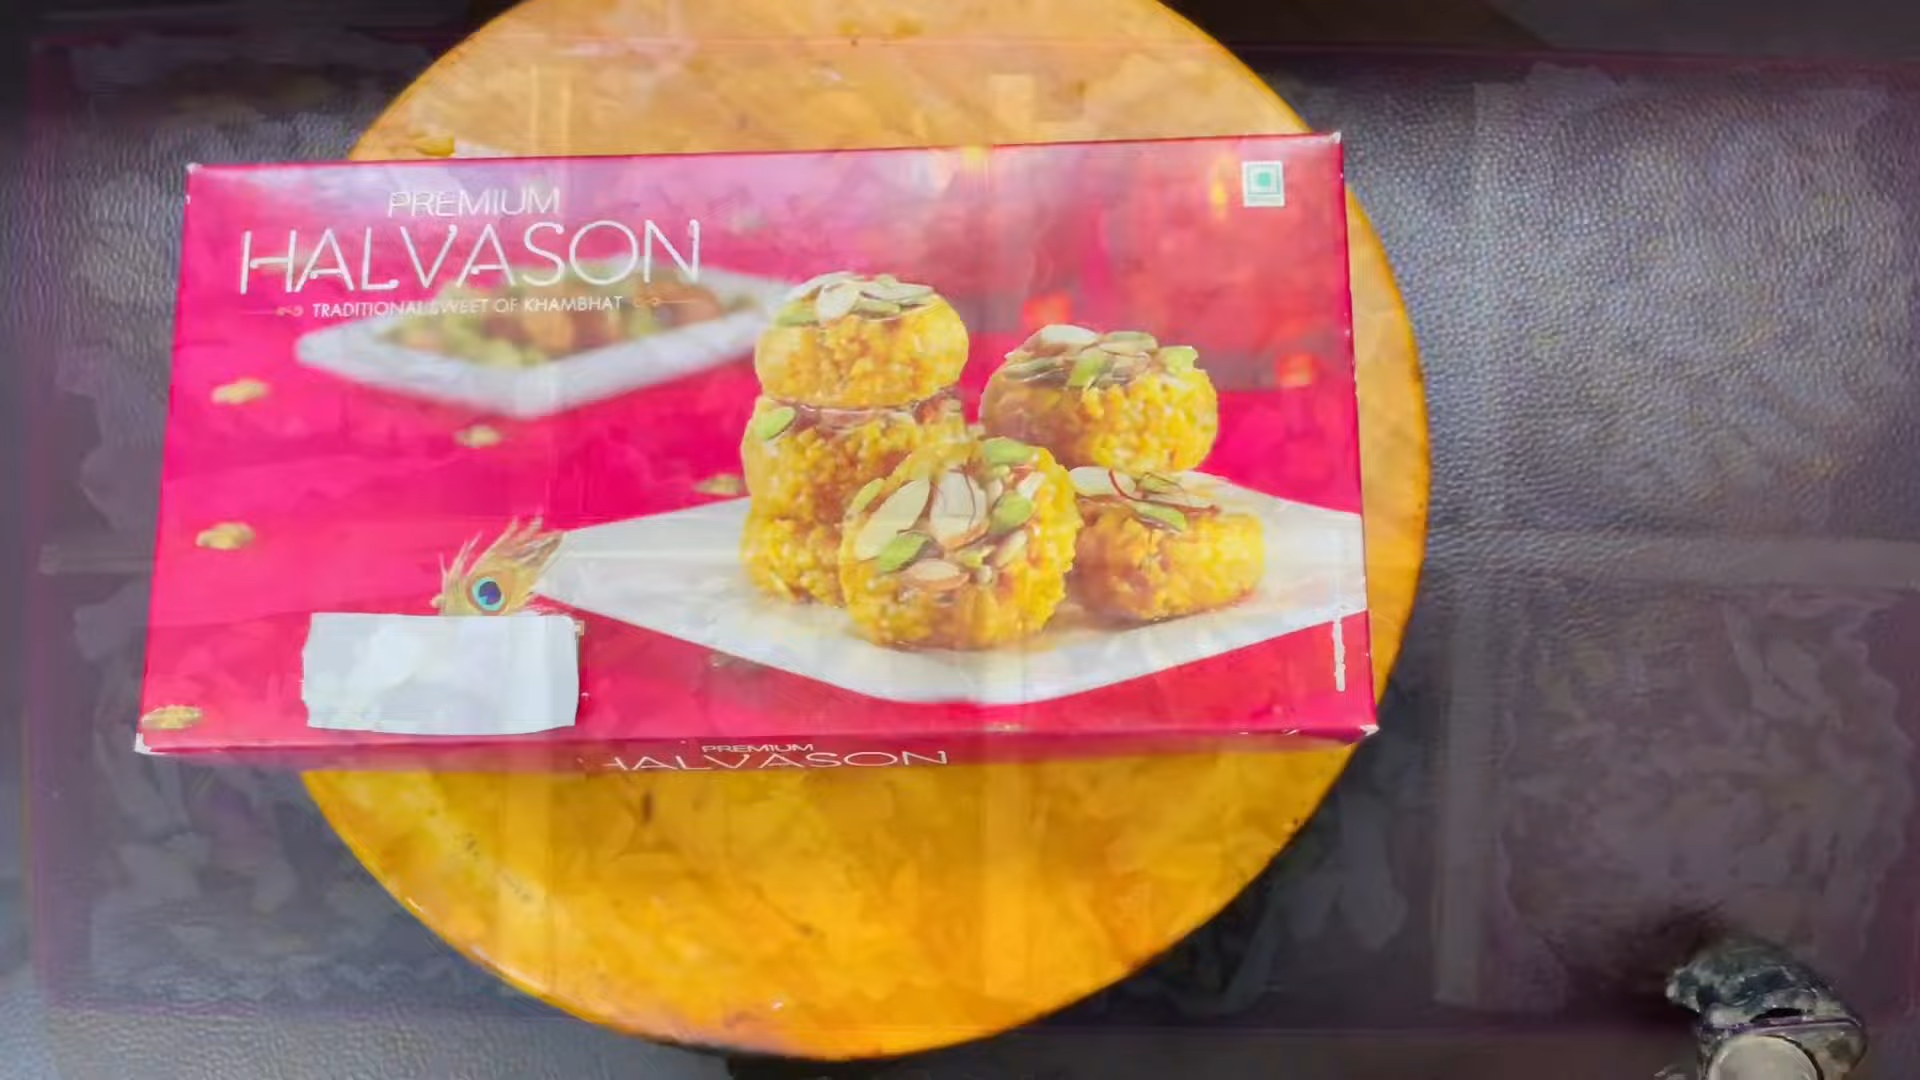 PREMIUM
HALVASON
TRADITIONAL SWEET OF KHAMBHAT
PREMIUM
HALVASON